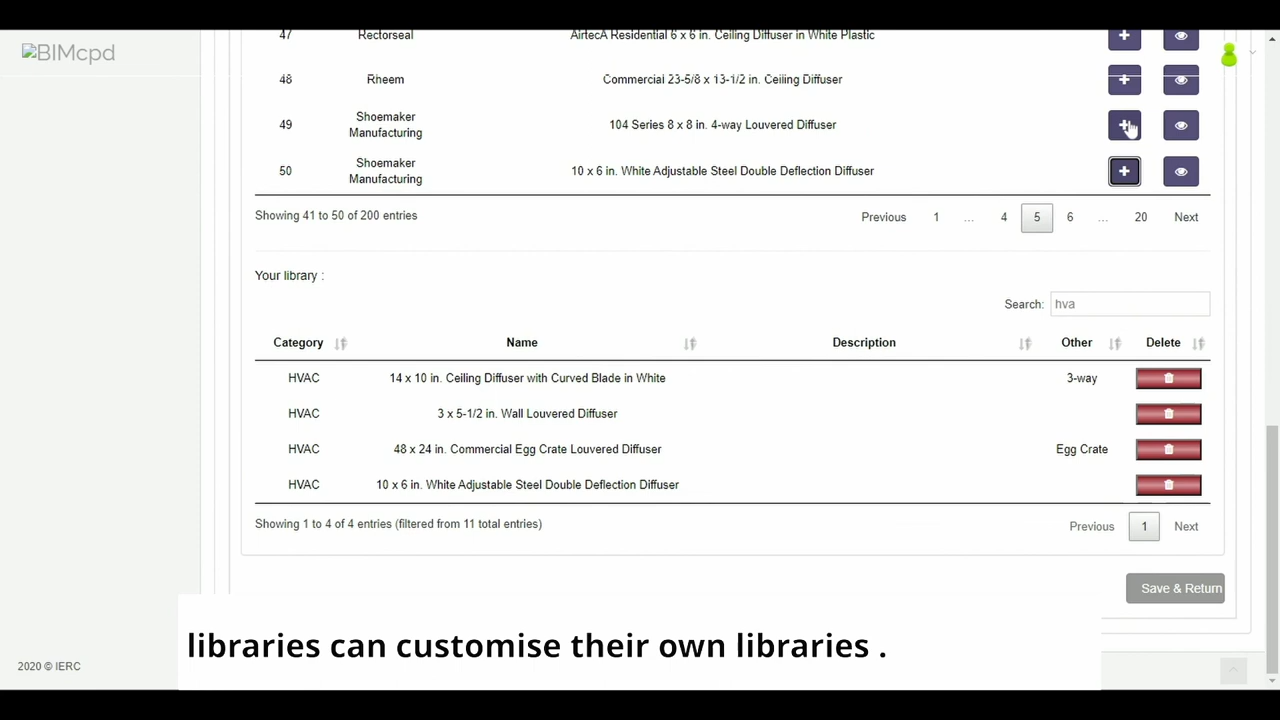 BIMcpd
47 Rectorseal AirtecA Residential 6 x 6 in. Ceiling Diffuser in White Plastic
48 Rheem Commercial 23-5/8 x 13-1/2 in. Ceiling Diffuser
49 Shoemaker Manufacturing 104 Series 8 x 8 in. 4-way Louvered Diffuser
50 Shoemaker Manufacturing 10 x 6 in. White Adjustable Steel Double Deflection Diffuser
Showing 41 to 50 of 200 entries Previous 1 ... 4 5 6 ... 20 Next
Your library :
Search: hva
Category Name Description Other Delete
HVAC 14 x 10 in. Ceiling Diffuser with Curved Blade in White 3-way
HVAC 3 x 5-1/2 in. Wall Louvered Diffuser
HVAC 48 x 24 in. Commercial Egg Crate Louvered Diffuser Egg Crate
HVAC 10 x 6 in. White Adjustable Steel Double Deflection Diffuser
Showing 1 to 4 of 4 entries (filtered from 11 total entries) Previous 1 Next
Save & Return
libraries can customise their own libraries .
2020 © IERC